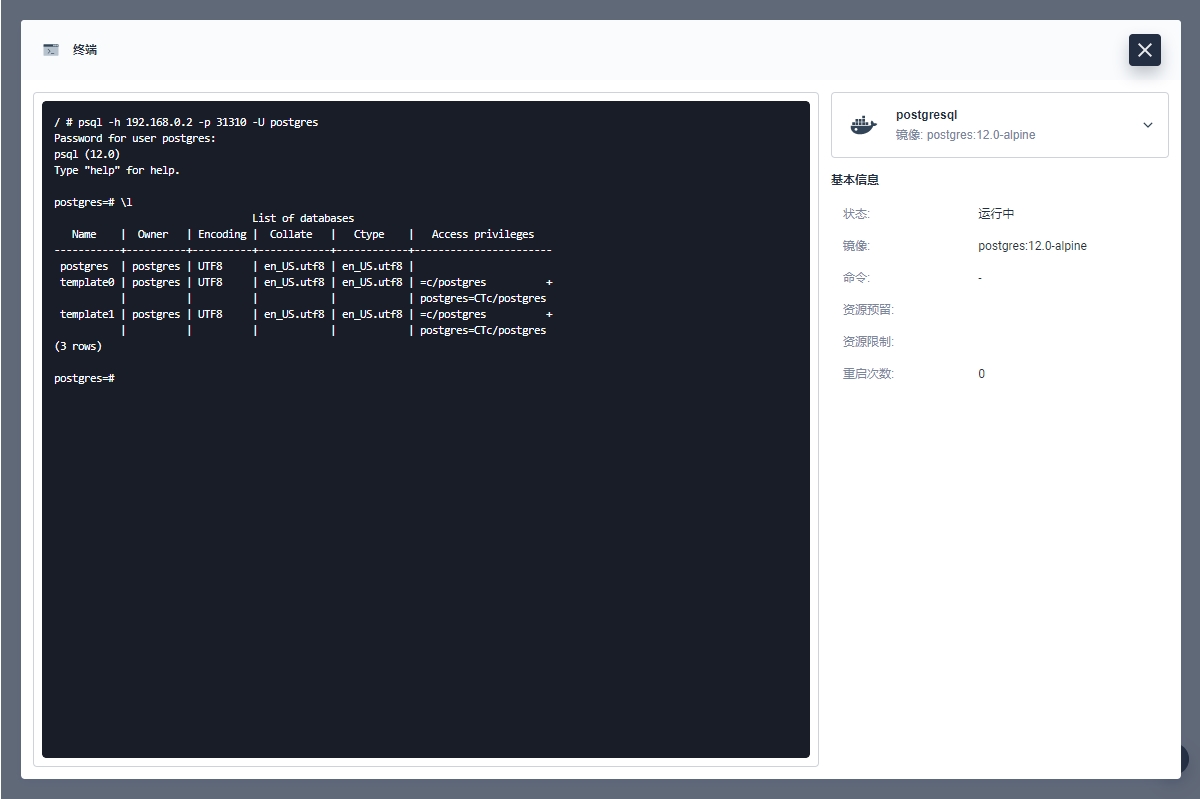 终端
/ # psql -h 192.168.0.2 -p 31310 -U postgres
Password for user postgres:
psql (12.0)
Type "help" for help.
postgres=# \l
List of databases
Name | Owner | Encoding | Collate | Ctype | Access privileges
-----------+----------+----------+------------+------------+-----------------------
postgres | postgres | UTF8 | en_US.utf8 | en_US.utf8 |
template0 | postgres | UTF8 | en_US.utf8 | en_US.utf8 | =c/postgres +
| | | | | postgres=CTc/postgres
template1 | postgres | UTF8 | en_US.utf8 | en_US.utf8 | =c/postgres +
| | | | | postgres=CTc/postgres
(3 rows)
postgres=#
postgresql
镜像: postgres:12.0-alpine
基本信息
状态: 运行中
镜像: postgres:12.0-alpine
命令: -
资源预留:
资源限制:
重启次数: 0